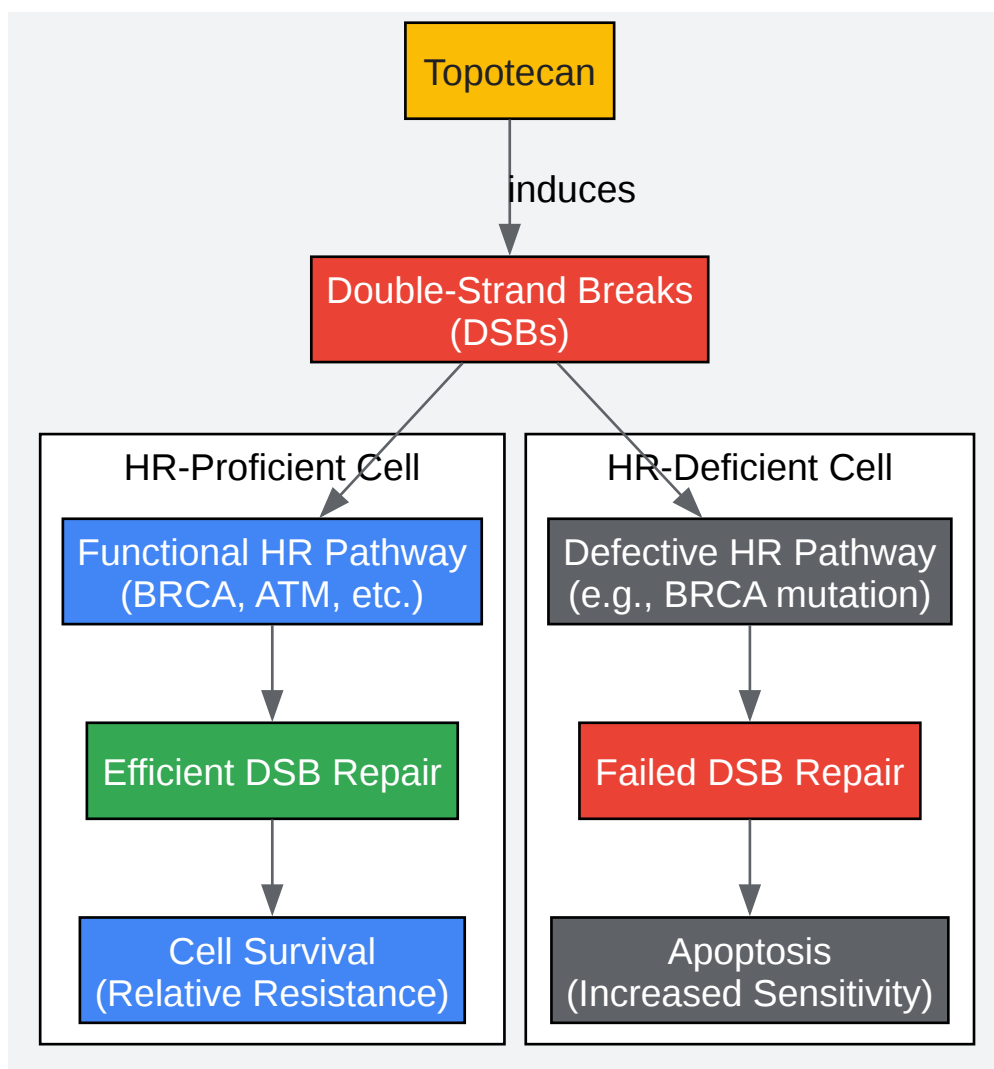 Topotecan
induces
Double-Strand Breaks
(DSBs)
HR-Proficient Cell
Functional HR Pathway
(BRCA, ATM, etc.)
Efficient DSB Repair
Cell Survival
(Relative Resistance)
HR-Deficient Cell
Defective HR Pathway
(e.g., BRCA mutation)
Failed DSB Repair
Apoptosis
(Increased Sensitivity)